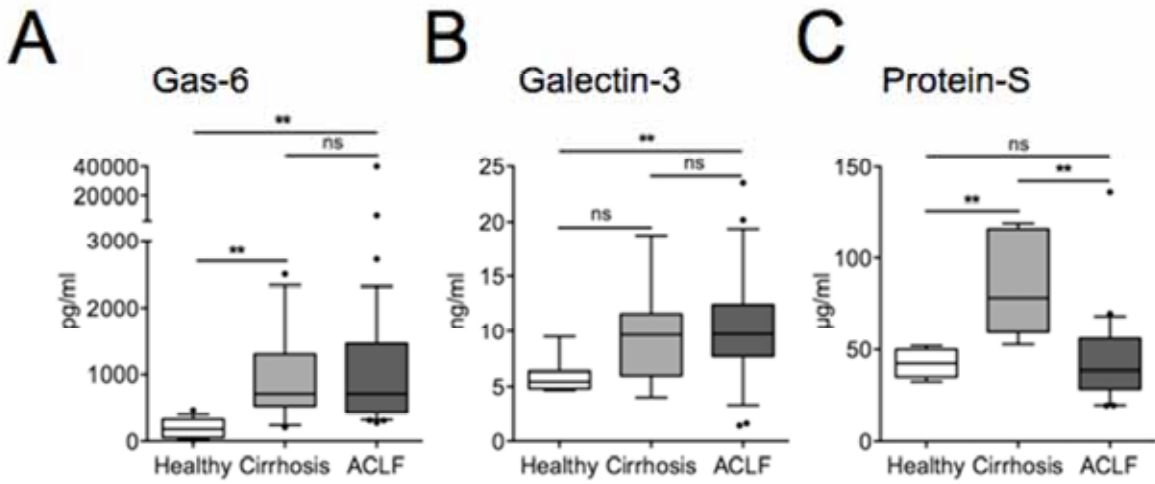 A
Gas-6
**
ns
40000
20000
3000
**
2000
1000
0
pg/ml
Healthy Cirrhosis ACLF
B
Galectin-3
**
ns
25
20
ns
15
10
5
0
ng/ml
Healthy Cirrhosis ACLF
C
Protein-S
ns
150
**
**
100
50
0
µg/ml
Healthy Cirrhosis ACLF